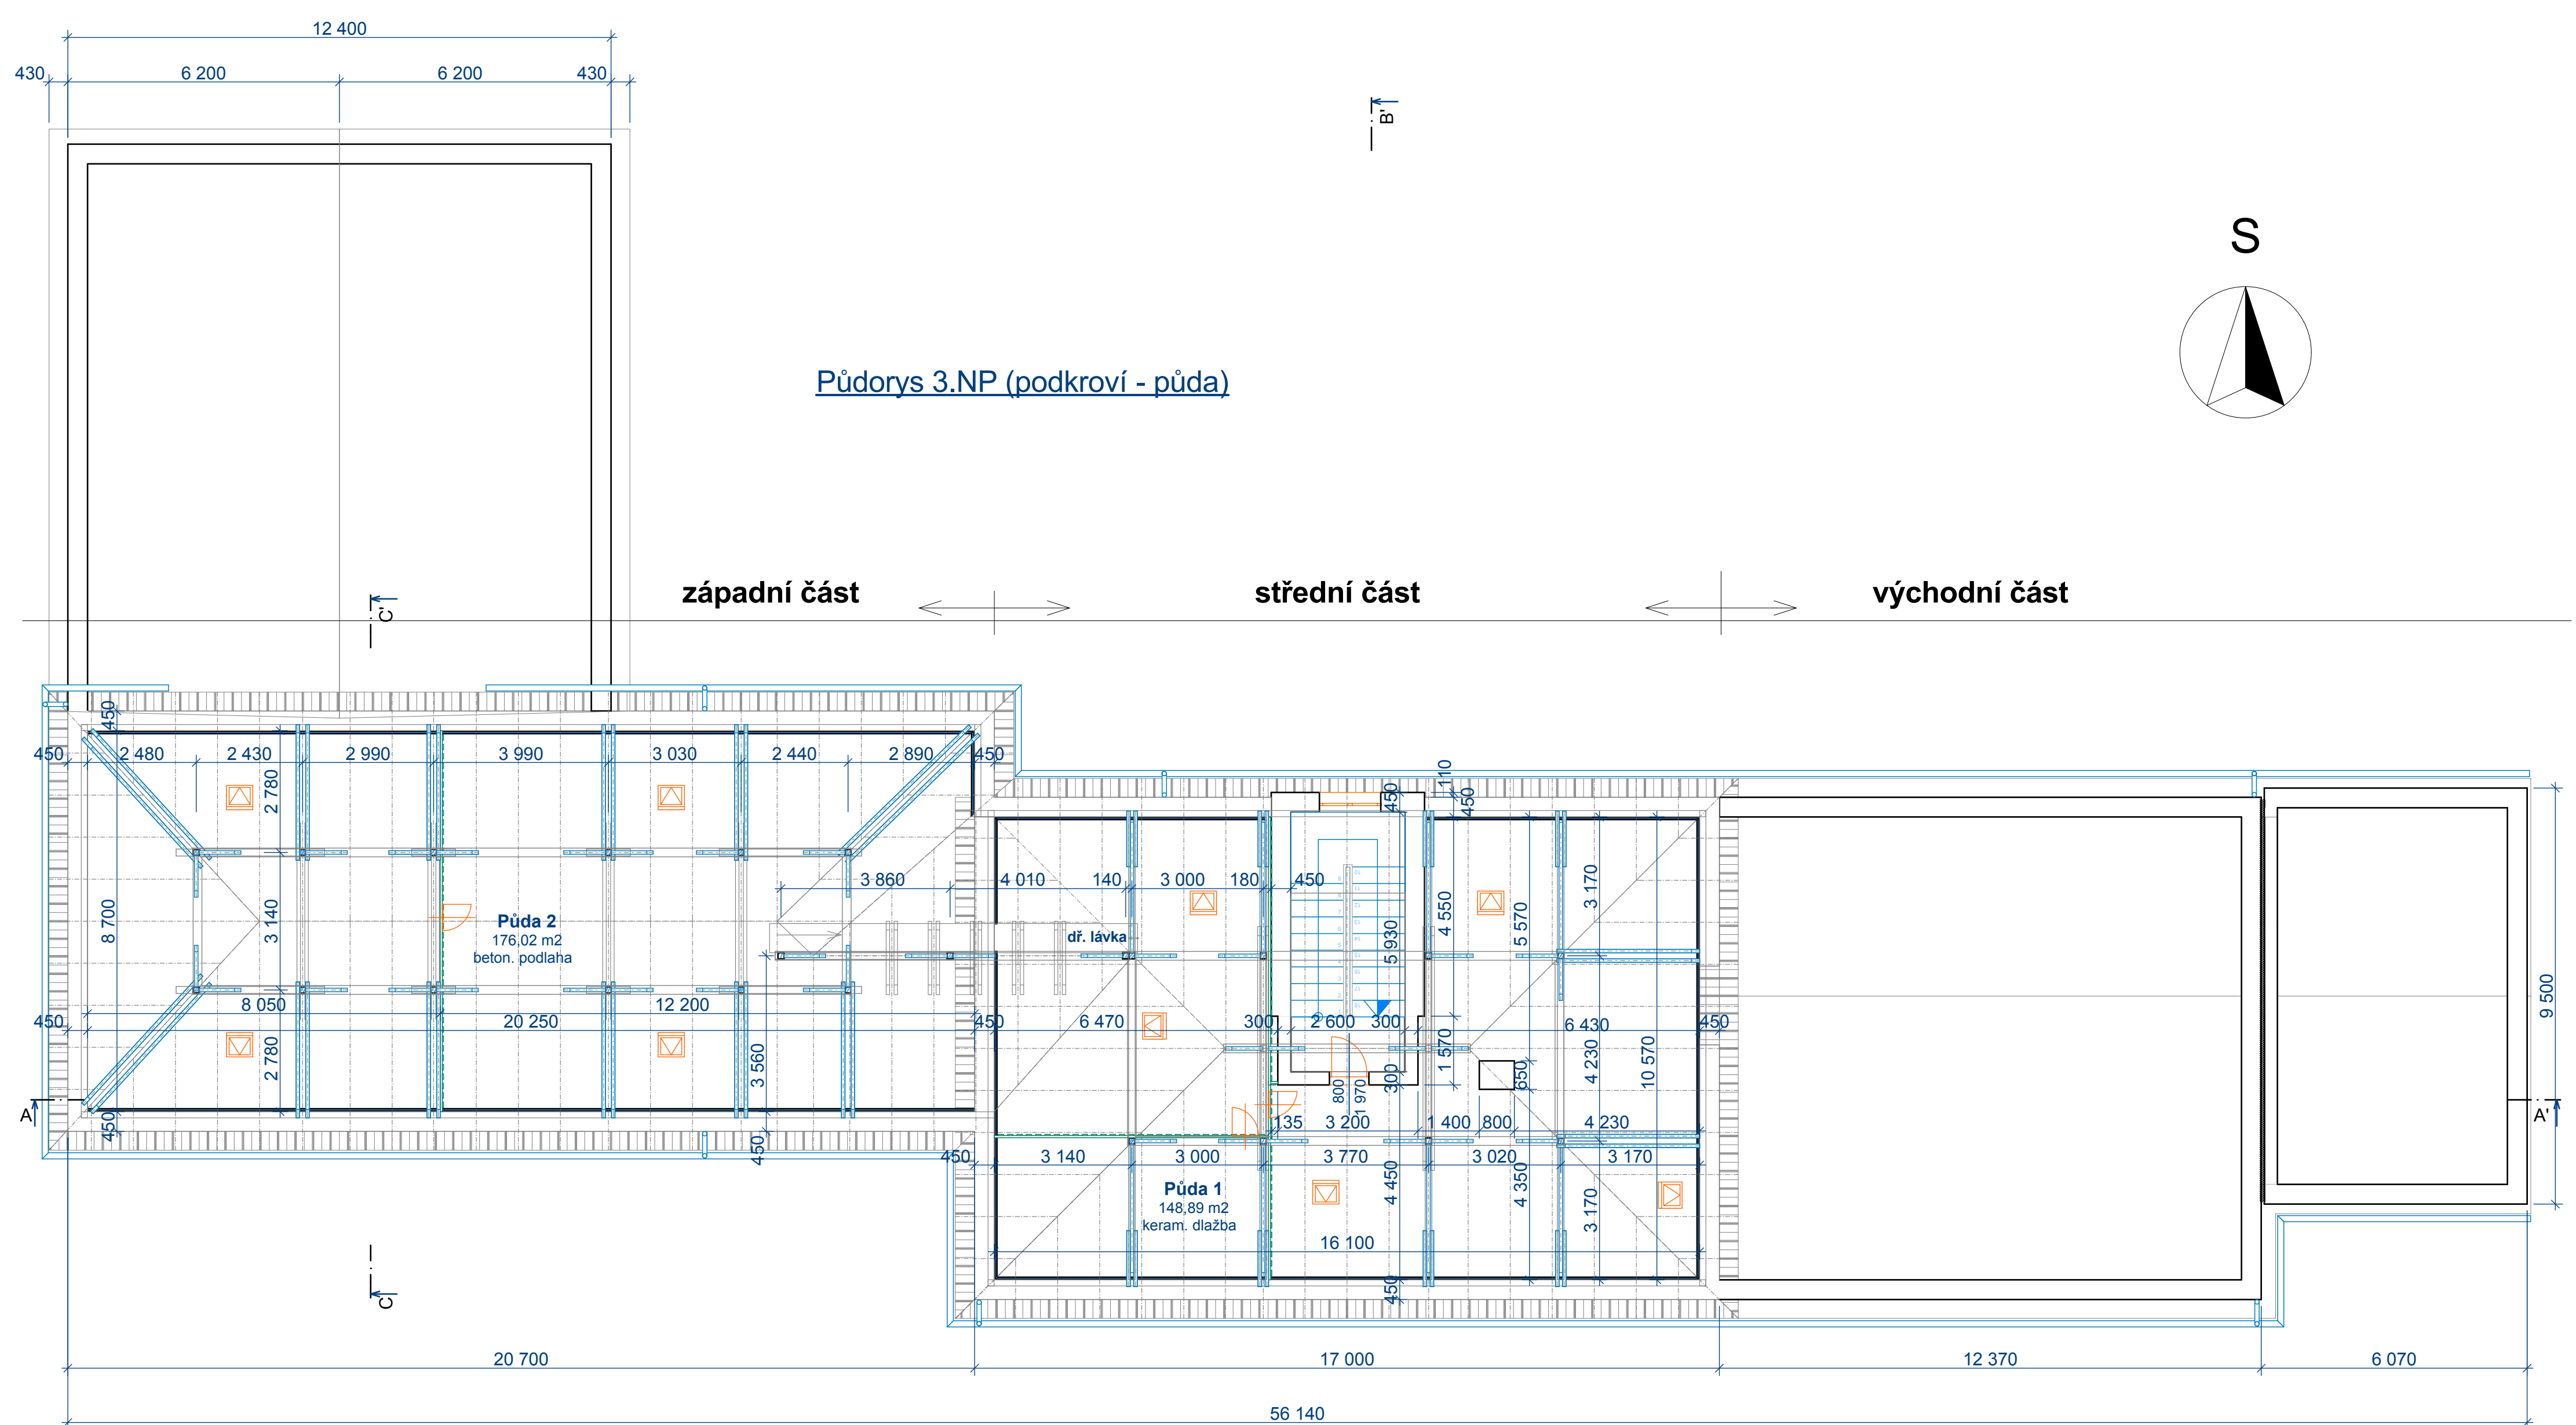 12 400
430 6 200 6 200 430
B'
S
Půdorys 3.NP (podkroví - půda)
západní část střední část východní část
C'
450
450 2 480 2 430 2 990 3 990 3 030 2 440 2 890 450
2 780
110
450 450
3 860 4 010 140 3 000 180 450
3 170
8 700
3 140
4 550
5 570
5 930
Půda 2
176,02 m2
beton. podlaha
dř. lávka
9 500
8 050 12 200
450 20 250 450 6 470 300 2 600 300 6 430 450
2 780
3 560
1 570
4 230
10 570
650
300
800
1 970
A A'
450
450
135 3 200 1 400 800 4 230
450 3 140 3 000 3 770 3 020 3 170
4 450
4 350
3 170
Půda 1
148,89 m2
keram. dlažba
16 100
450
C
20 700 17 000 12 370 6 070
56 140